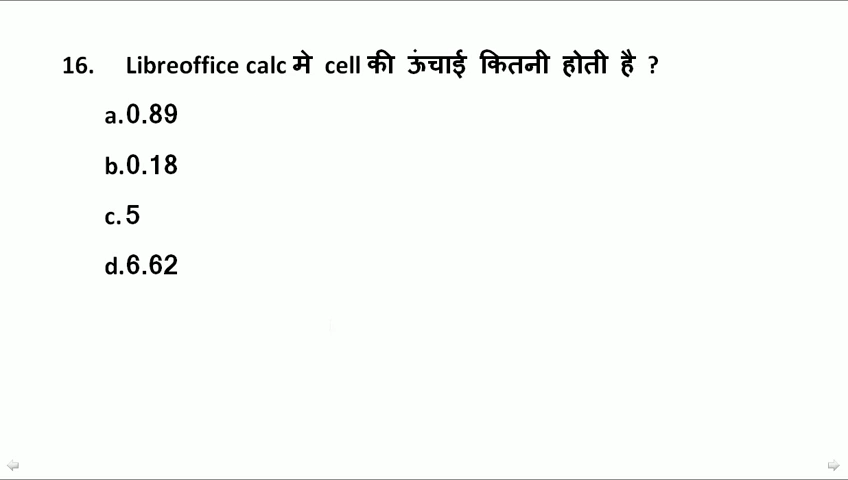 16. Libreoffice calc मे cell की ऊंचाई कितनी होती है ?
a.0.89
b.0.18
c.5
d.6.62